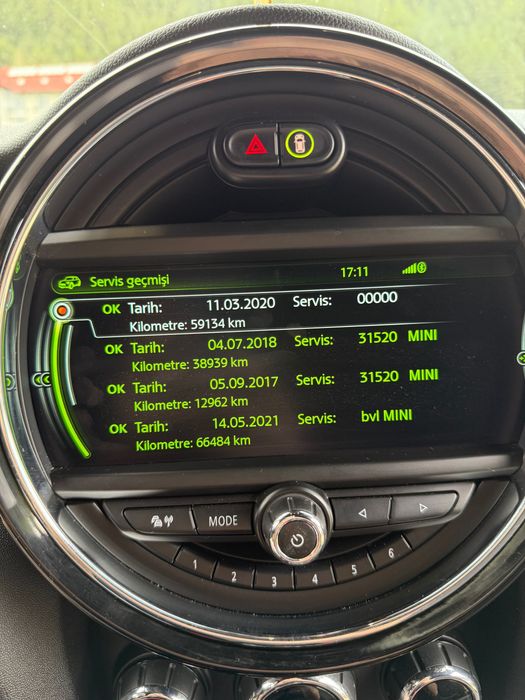 Servis geçmişi 17:11
OK Tarih: 11.03.2020 Servis: 00000
Kilometre: 59134 km
OK Tarih: 04.07.2018 Servis: 31520 MINI
Kilometre: 38939 km
OK Tarih: 05.09.2017 Servis: 31520 MINI
Kilometre: 12962 km
OK Tarih: 14.05.2021 Servis: bvl MINI
Kilometre: 66484 km
MODE
1 2 3 4 5 6